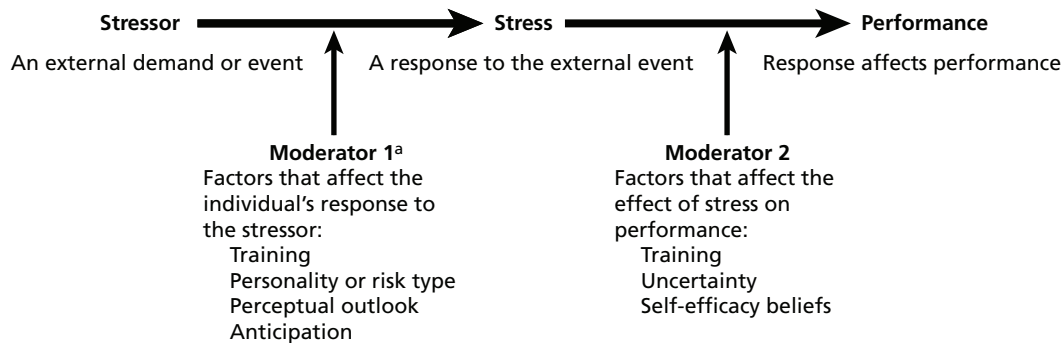 Stressor Stress Performance
An external demand or event A response to the external event Response affects performance
Moderator 1a Moderator 2
Factors that affect the Factors that affect the
individual's response to effect of stress on
the stressor: performance:
Training Training
Personality or risk type Uncertainty
Perceptual outlook Self-efficacy beliefs
Anticipation